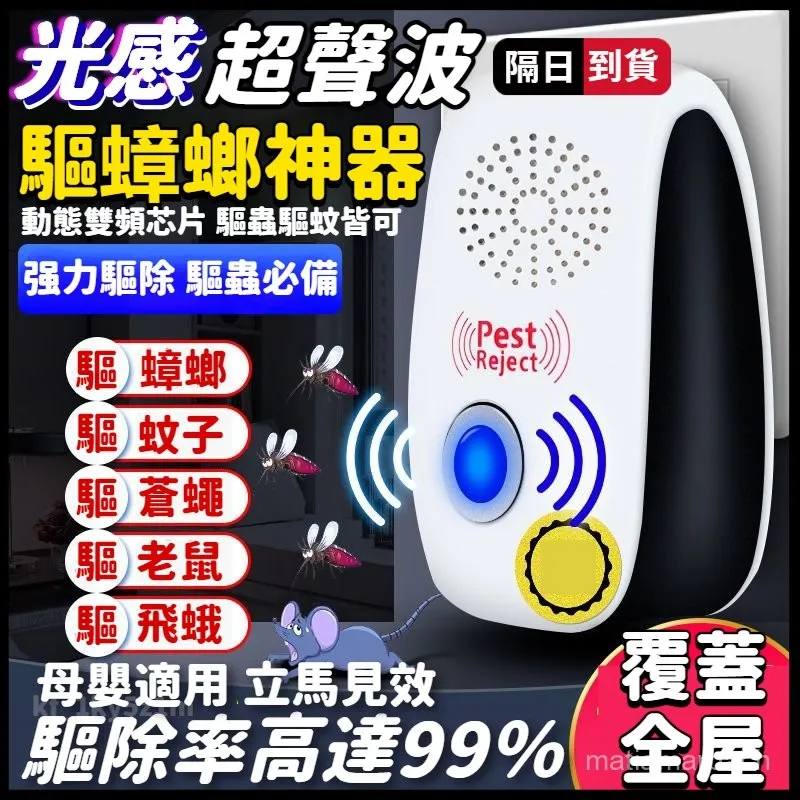 光感超聲波
隔日到貨
驅蟑螂神器
動態雙頻芯片 驅蟲驅蚊皆可
强力驅除 驅蟲必備
Pest
Reject
驅 蟑螂
驅 蚊子
驅 蒼蠅
驅 老鼠
驅 飛蛾
母嬰適用 立馬見效
驅除率高達99%
覆蓋
全屋